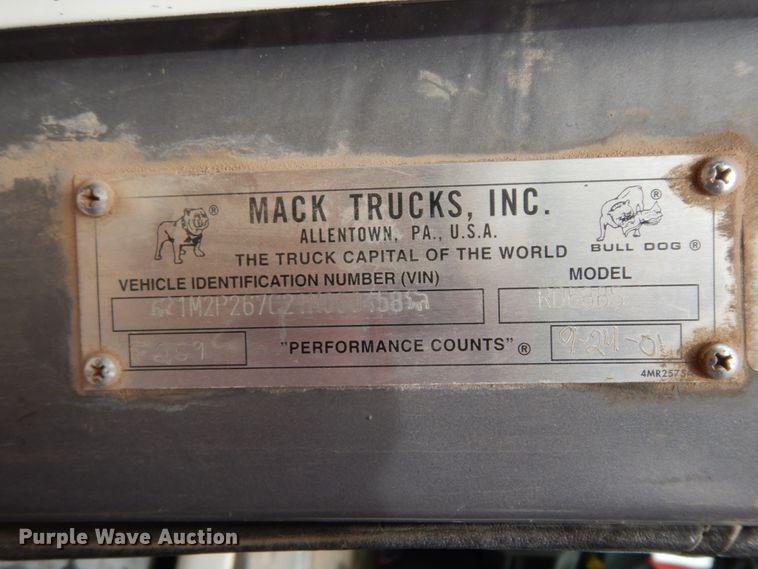 MACK TRUCKS, INC.
ALLENTOWN, PA., U.S.A.
THE TRUCK CAPITAL OF THE WORLD
BULL DOG ®
VEHICLE IDENTIFICATION NUMBER (VIN)
MODEL
"PERFORMANCE COUNTS"®
9-24-01
Purple Wave Auction